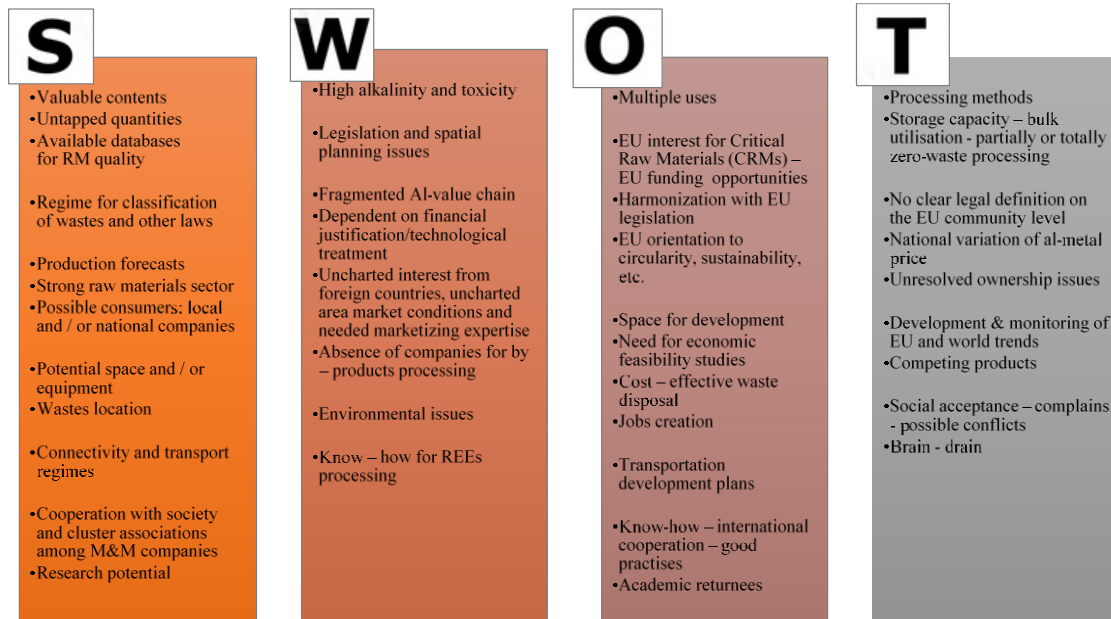 S
•Valuable contents
•Untapped quantities
•Available databases
for RM quality
•Regime for classification
of wastes and other laws
•Production forecasts
•Strong raw materials sector
•Possible consumers: local
and / or national companies
•Potential space and / or
equipment
•Wastes location
•Connectivity and transport
regimes
•Cooperation with society
and cluster associations
among M&M companies
•Research potential
W
•High alkalinity and toxicity
•Legislation and spatial
planning issues
•Fragmented Al-value chain
•Dependent on financial
justification/technological
treatment
•Uncharted interest from
foreign countries, uncharted
area market conditions and
needed marketizing expertise
•Absence of companies for by
– products processing
•Environmental issues
•Know – how for REEs
processing
O
•Multiple uses
•EU interest for Critical
Raw Materials (CRMs) –
EU funding opportunities
•Harmonization with EU
legislation
•EU orientation to
circularity, sustainability,
etc.
•Space for development
•Need for economic
feasibility studies
•Cost – effective waste
disposal
•Jobs creation
•Transportation
development plans
•Know-how – international
cooperation – good
practises
•Academic returnees
T
•Processing methods
•Storage capacity – bulk
utilisation - partially or totally
zero-waste processing
•No clear legal definition on
the EU community level
•National variation of al-metal
price
•Unresolved ownership issues
•Development & monitoring of
EU and world trends
•Competing products
•Social acceptance – complains
- possible conflicts
•Brain - drain